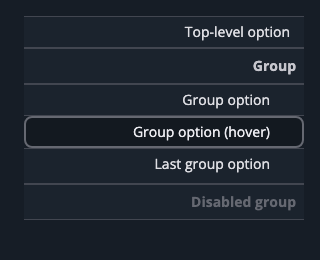 Top-level option
Group
Group option
Group option (hover)
Last group option
Disabled group